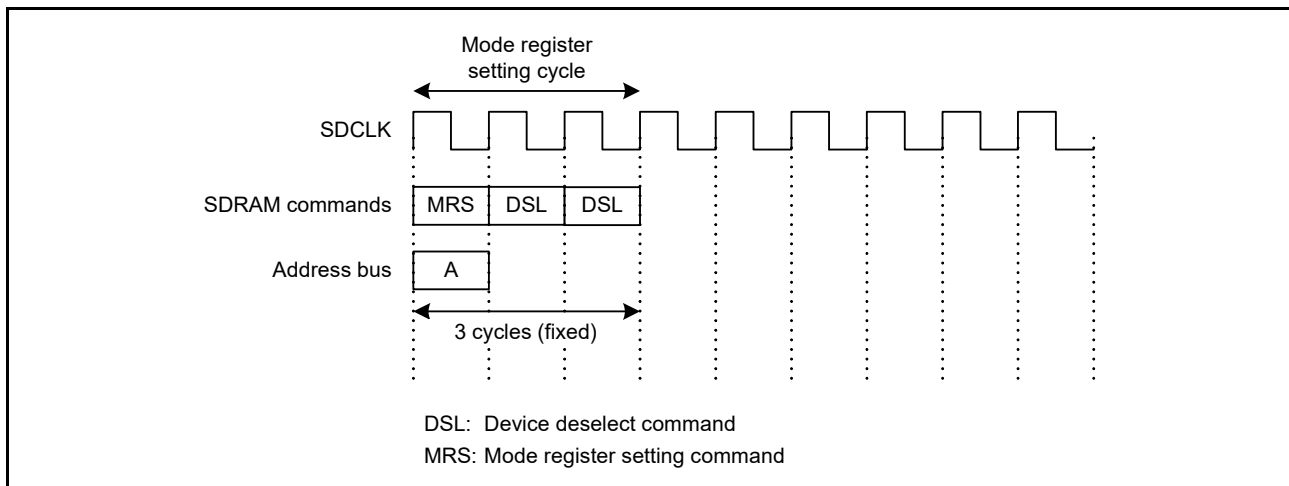 Mode register
setting cycle
SDCLK
SDRAM commands MRS DSL DSL
Address bus A
3 cycles (fixed)
DSL: Device deselect command
MRS: Mode register setting command